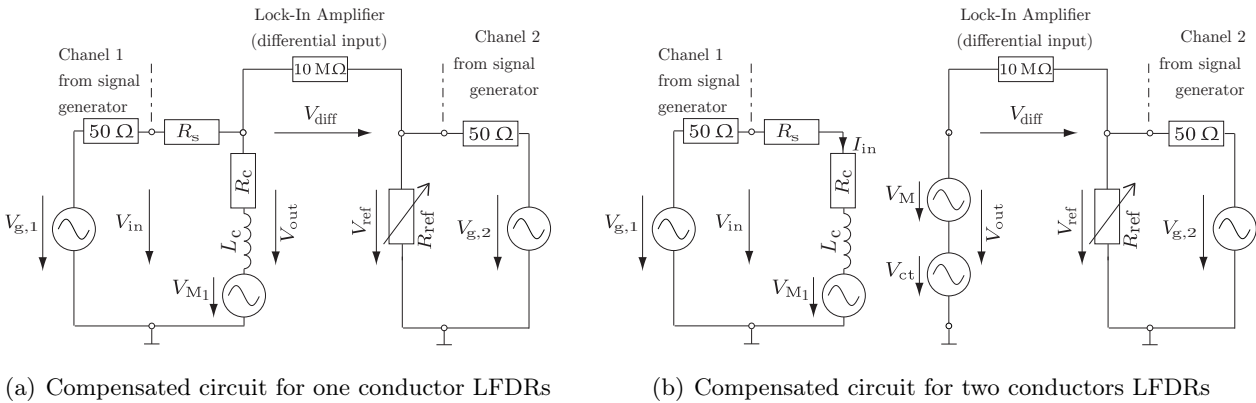 Lock-In Amplifier
(differential input)
Chanel 1
from signal
generator
Chanel 2
from signal
generator
10 MΩ
50 Ω
R_s
V_diff
50 Ω
R_c
L_c
V_g,1
V_in
V_out
V_ref
R_ref
V_g,2
V_M_1
(a) Compensated circuit for one conductor LFDRs
Lock-In Amplifier
(differential input)
Chanel 1
from signal
generator
Chanel 2
from signal
generator
10 MΩ
50 Ω
R_s
I_in
V_diff
50 Ω
R_c
L_c
V_g,1
V_in
V_M
V_out
V_ref
R_ref
V_g,2
V_ct
V_M_1
(b) Compensated circuit for two conductors LFDRs